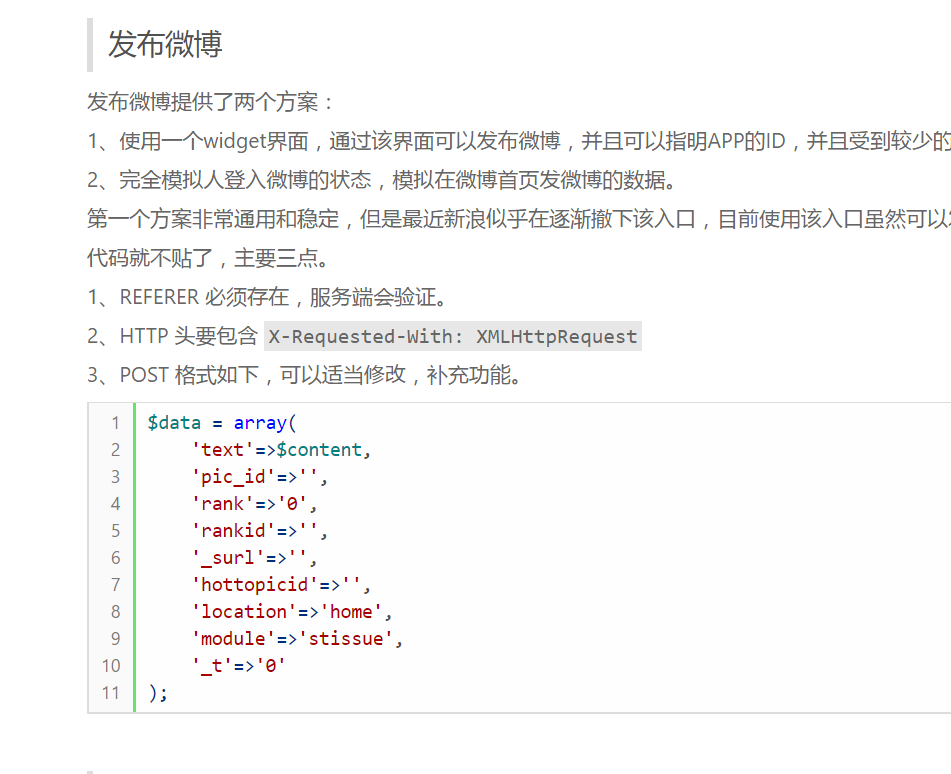 发布微博
发布微博提供了两个方案：
1、使用一个widget界面，通过该界面可以发布微博，并且可以指明APP的ID，并且受到较少的
2、完全模拟人登入微博的状态，模拟在微博首页发微博的数据。
第一个方案非常通用和稳定，但是最近新浪似乎在逐渐撤下该入口，目前使用该入口虽然可以
代码就不贴了，主要三点。
1、REFERER 必须存在，服务端会验证。
2、HTTP 头要包含 X-Requested-With: XMLHttpRequest
3、POST 格式如下，可以适当修改，补充功能。
1 $data = array(
2 'text'=>$content,
3 'pic_id'=>'',
4 'rank'=>'0',
5 'rankid'=>'',
6 '_surl'=>'',
7 'hottopicid'=>'',
8 'location'=>'home',
9 'module'=>'stissue',
10 '_t'=>'0'
11 );